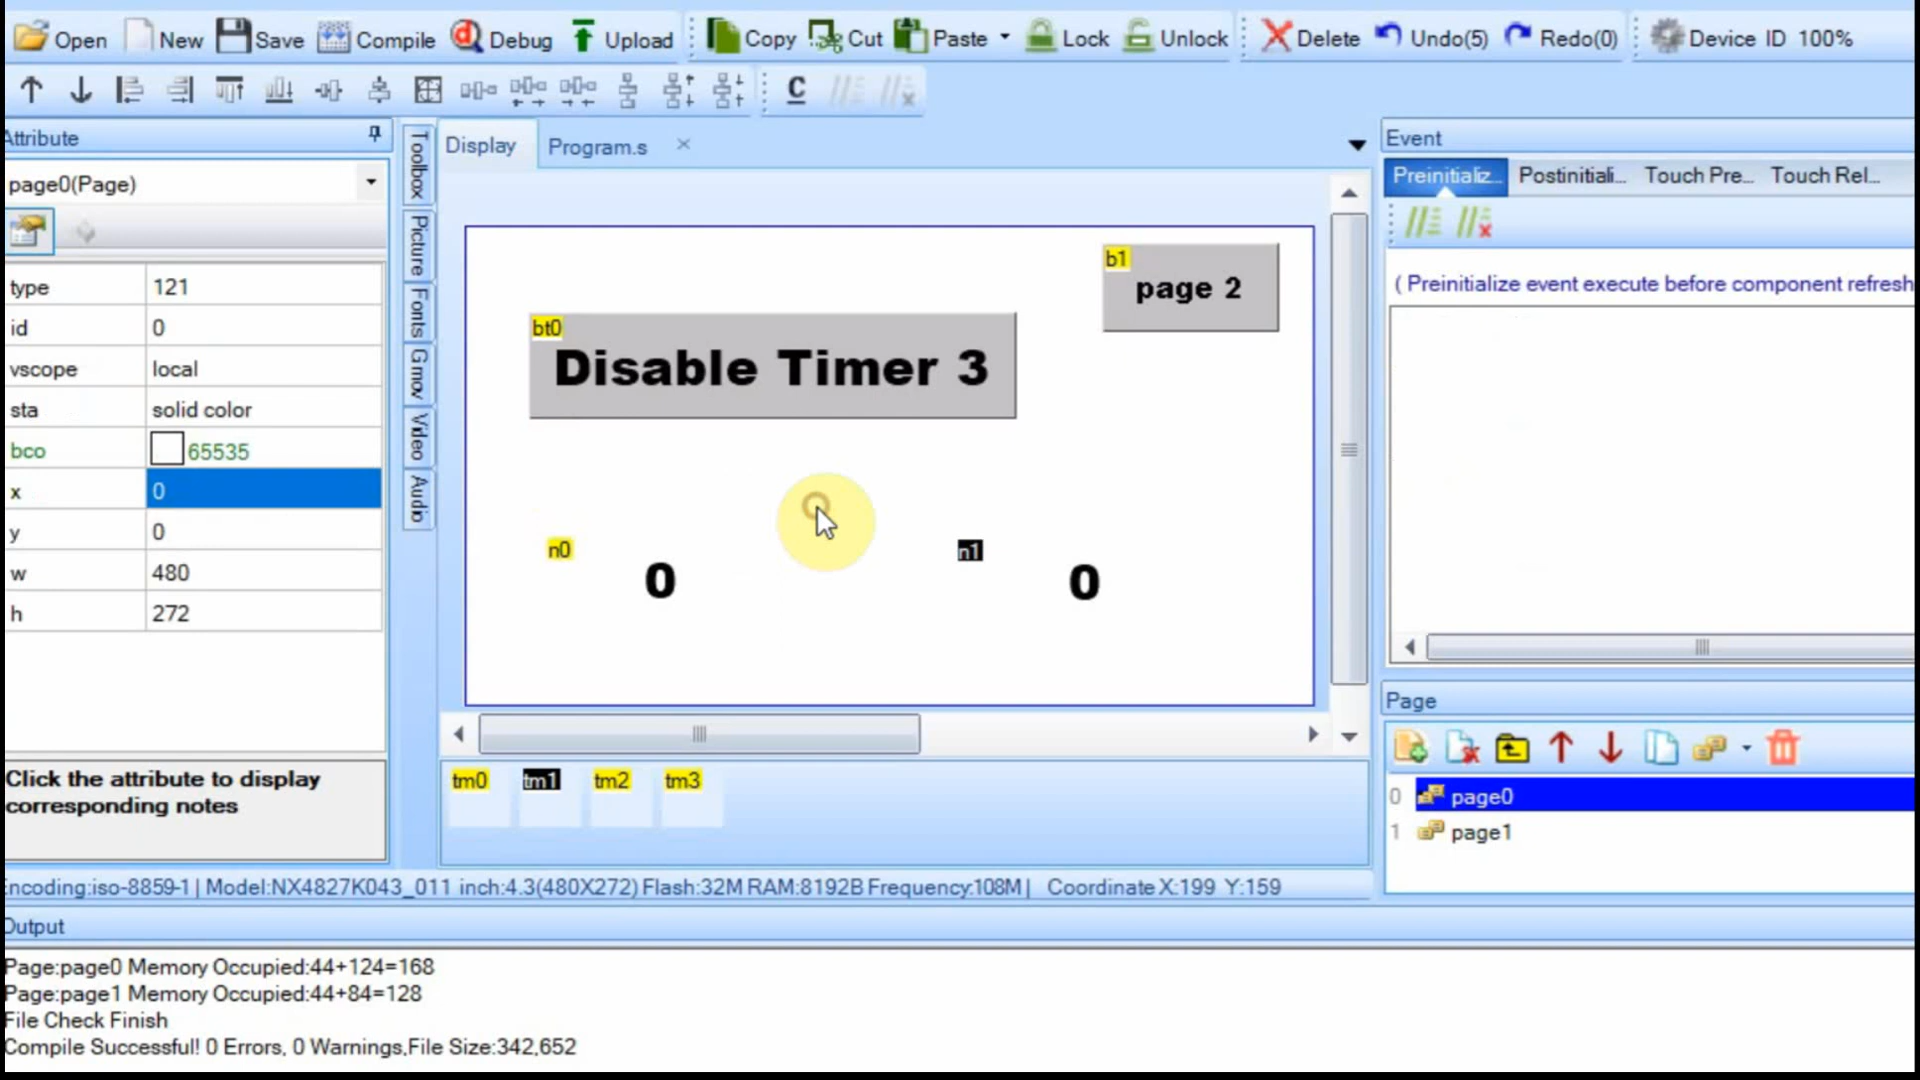 Open New Save Compile Debug Upload Copy Cut Paste Lock Unlock Delete Undo(5) Redo(0) Device ID 100%
C
Attribute
page0(Page)
type 121
id 0
vscope local
sta solid color
bco 65535
x 0
y 0
w 480
h 272
Click the attribute to display
corresponding notes
Toolbox
Picture
Fonts
Gmov
Video
Audio
Display Program.s
b1
page 2
bt0
Disable Timer 3
n0
0
n1
0
tm0 tm1 tm2 tm3
ncoding:iso-8859-1 | Model:NX4827K043_011 inch:4.3(480X272) Flash:32M RAM:8192B Frequency:108M | Coordinate X:199 Y:159
Event
Preinitializ... Postinitiali... Touch Pre... Touch Rel...
( Preinitialize event execute before component refresh
Page
0 page0
1 page1
Output
Page:page0 Memory Occupied:44+124=168
Page:page1 Memory Occupied:44+84=128
File Check Finish
Compile Successful! 0 Errors, 0 Warnings,File Size:342,652